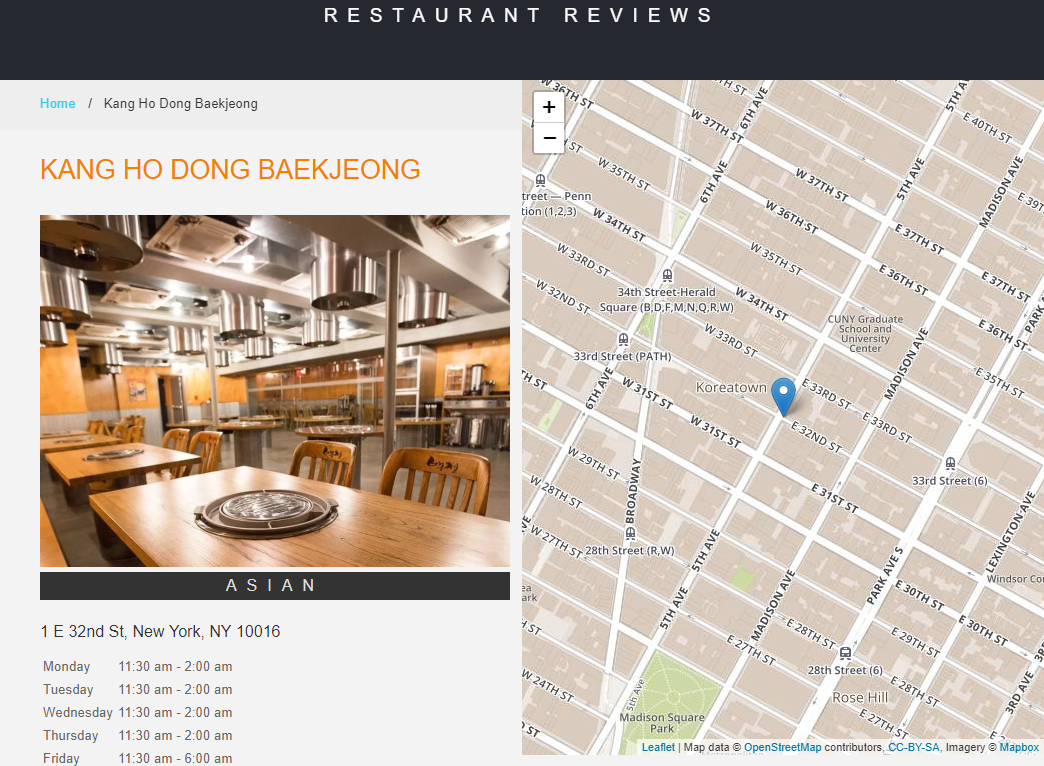 RESTAURANT REVIEWS
Home / Kang Ho Dong Baekjeong
KANG HO DONG BAEKJEONG
ASIAN
1 E 32nd St, New York, NY 10016
Monday 11:30 am - 2:00 am
Tuesday 11:30 am - 2:00 am
Wednesday 11:30 am - 2:00 am
Thursday 11:30 am - 2:00 am
Friday 11:30 am - 6:00 am
+
−
W 36TH ST
6TH AVE
5TH AVE
E 40TH ST
W 37TH ST
W 35TH ST
6TH AVE
W 37TH ST
5TH AVE
MADISON AVE
E 39T
treet — Penn
tion (1,2,3)
W 34TH ST
W 36TH ST
E 37TH ST
W 33RD ST
W 35TH ST
E 36TH ST
E 37TH ST
W 32ND ST
34th Street-Herald
Square (B,D,F,M,N,Q,R,W)
W 34TH ST
PARK
CUNY Graduate
School and
University
Center
E 36TH ST
W 33RD ST
33rd Street (PATH)
MADISON AVE
TH ST
6TH AVE
W 31ST ST
Koreatown
E 33RD ST
E 35TH ST
W 31ST ST
E 32ND ST
E 33RD ST
W 29TH ST
33rd Street (6)
W 28TH ST
BROADWAY
E 31ST ST
LEXINGTON AVE
W 27TH ST
28th Street (R,W)
5TH AVE
PARK AVE S
Windsor Cou
ea
ark
5TH AVE
MADISON AVE
E 30TH ST
E 30TH ST
H ST
E 28TH ST
E 29TH ST
E 27TH ST
28th Street (6)
W 24TH ST
5th Ave
Rose Hill
E 28TH ST
3RD AVE
Madison Square
Park
E 27TH ST
Leaflet | Map data © OpenStreetMap contributors, CC-BY-SA, Imagery © Mapbox